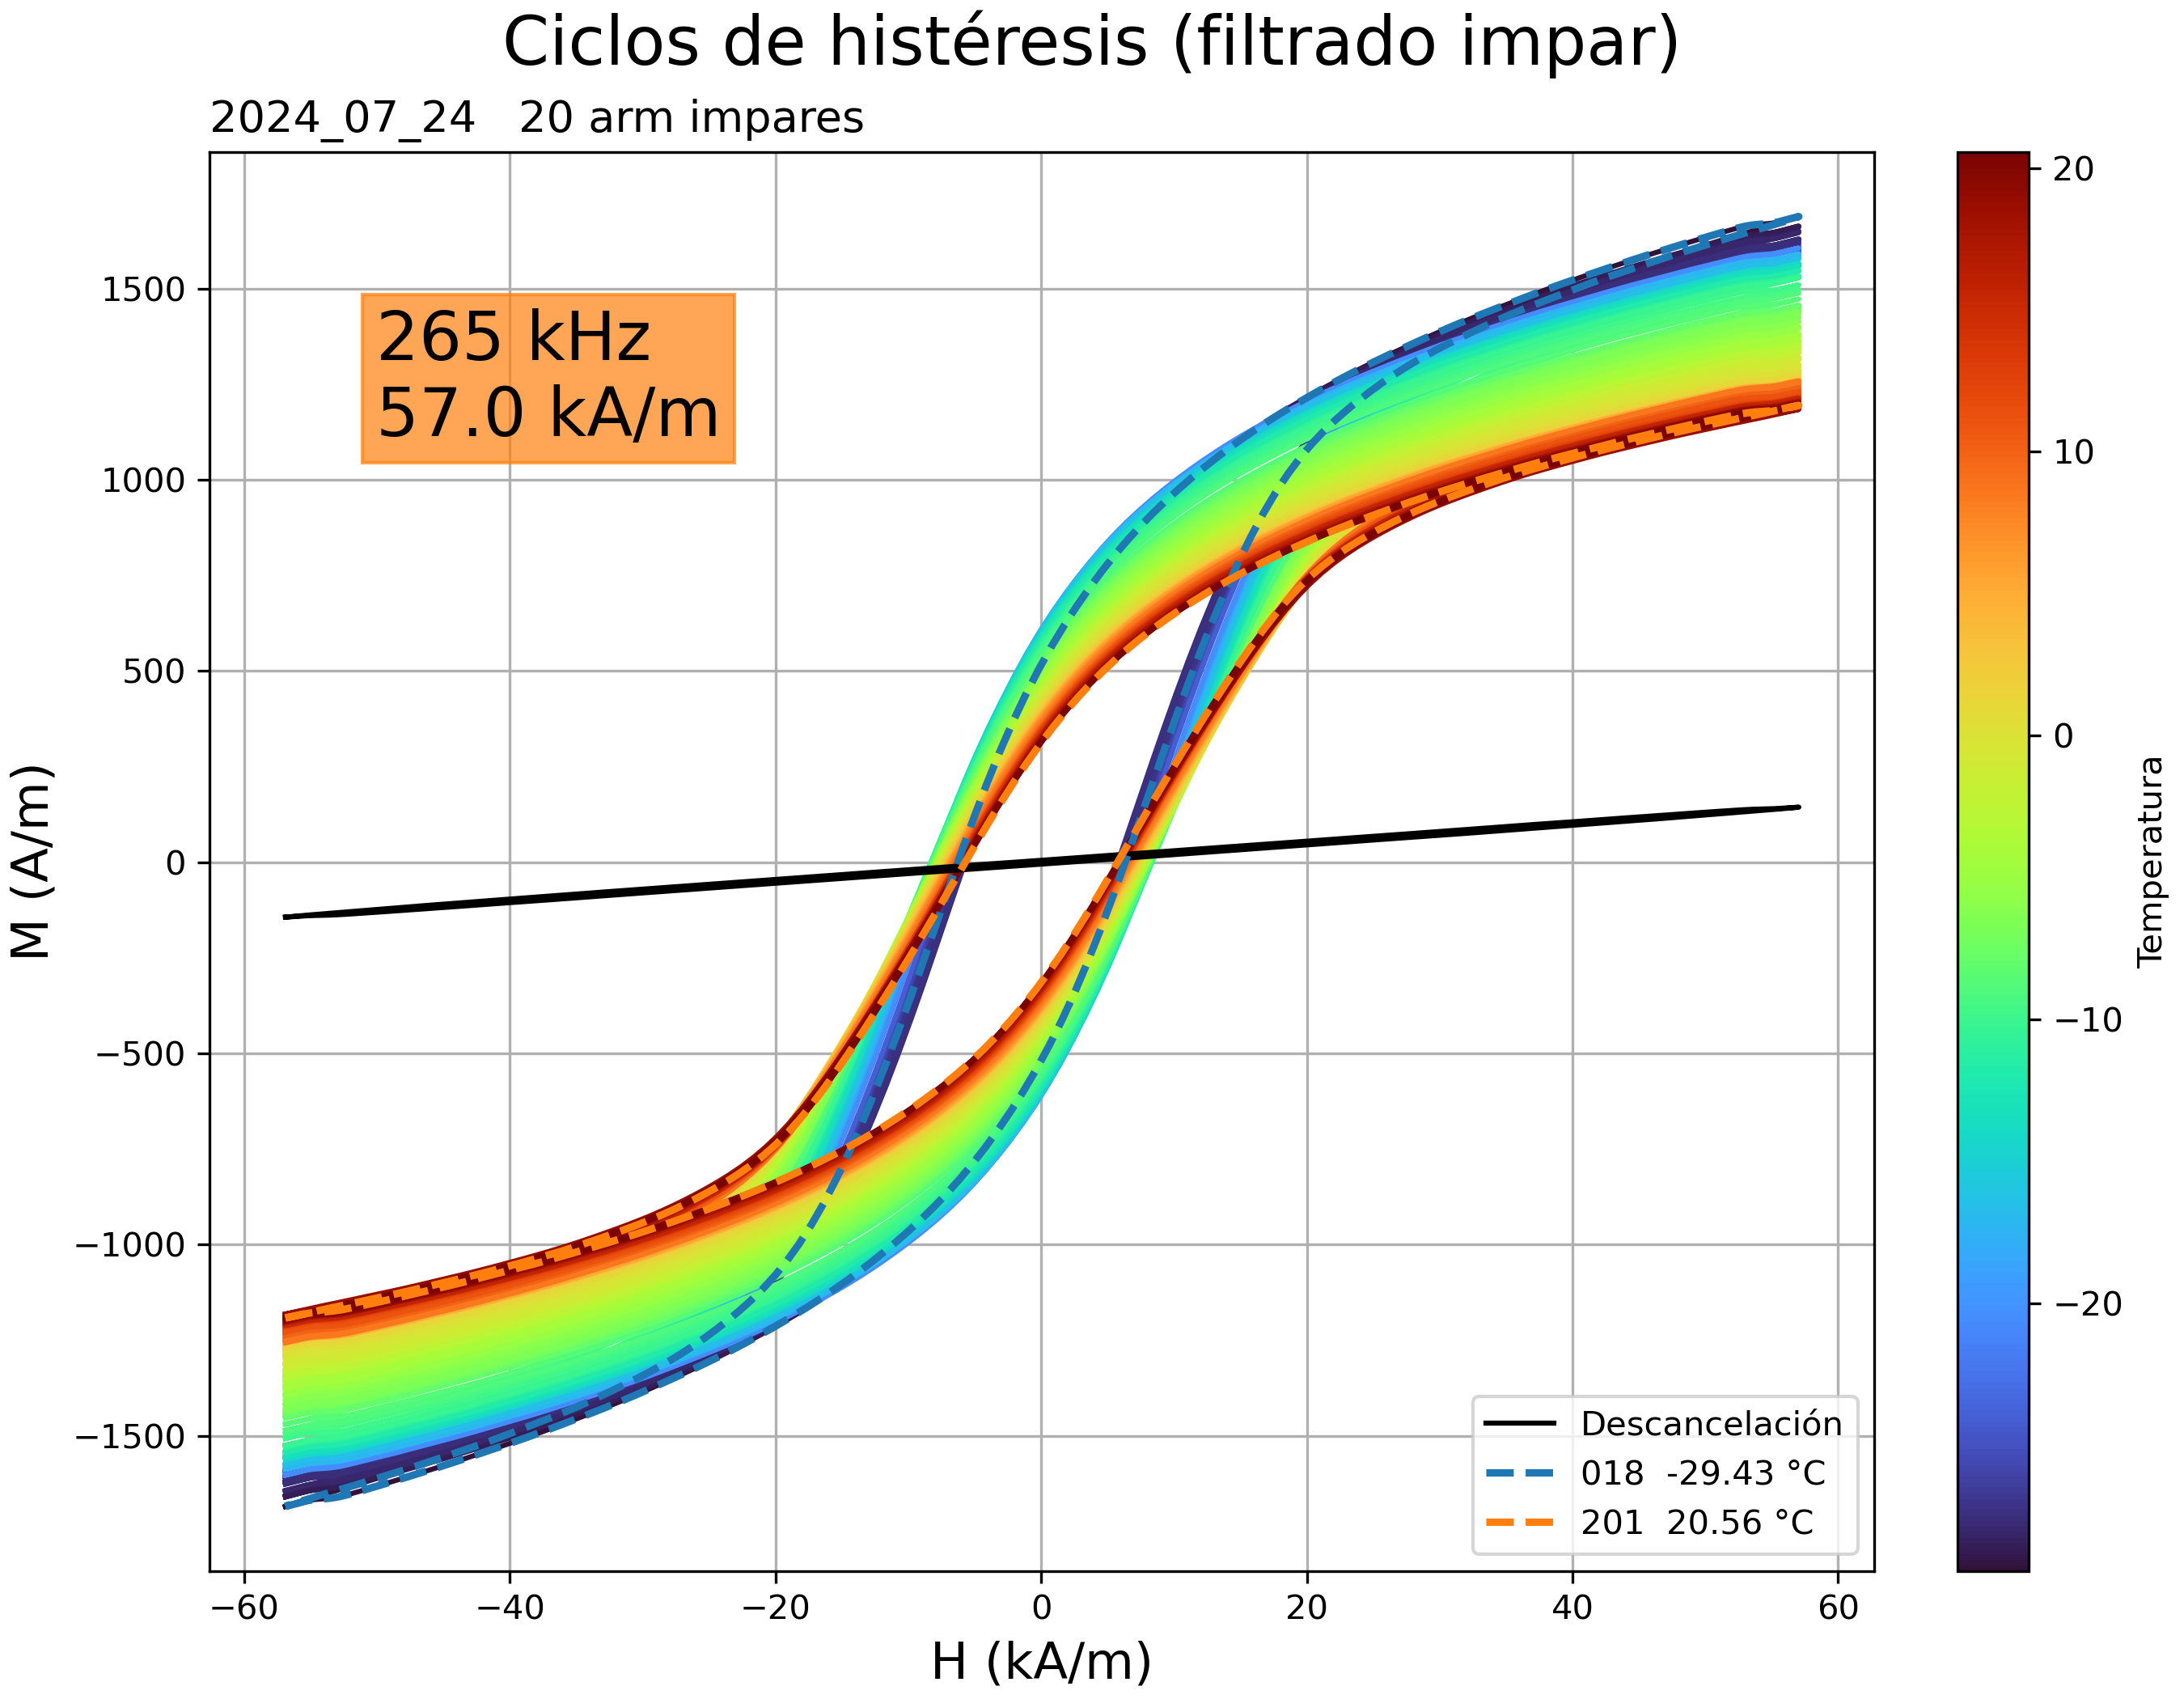 Ciclos de histéresis (filtrado impar)
2024_07_24   20 arm impares
265 kHz
57.0 kA/m
M (A/m)
1500
1000
500
0
−500
−1000
−1500
−60
−40
−20
0
20
40
60
H (kA/m)
Descancelación
018  -29.43 °C
201  20.56 °C
20
10
0
−10
−20
Temperatura